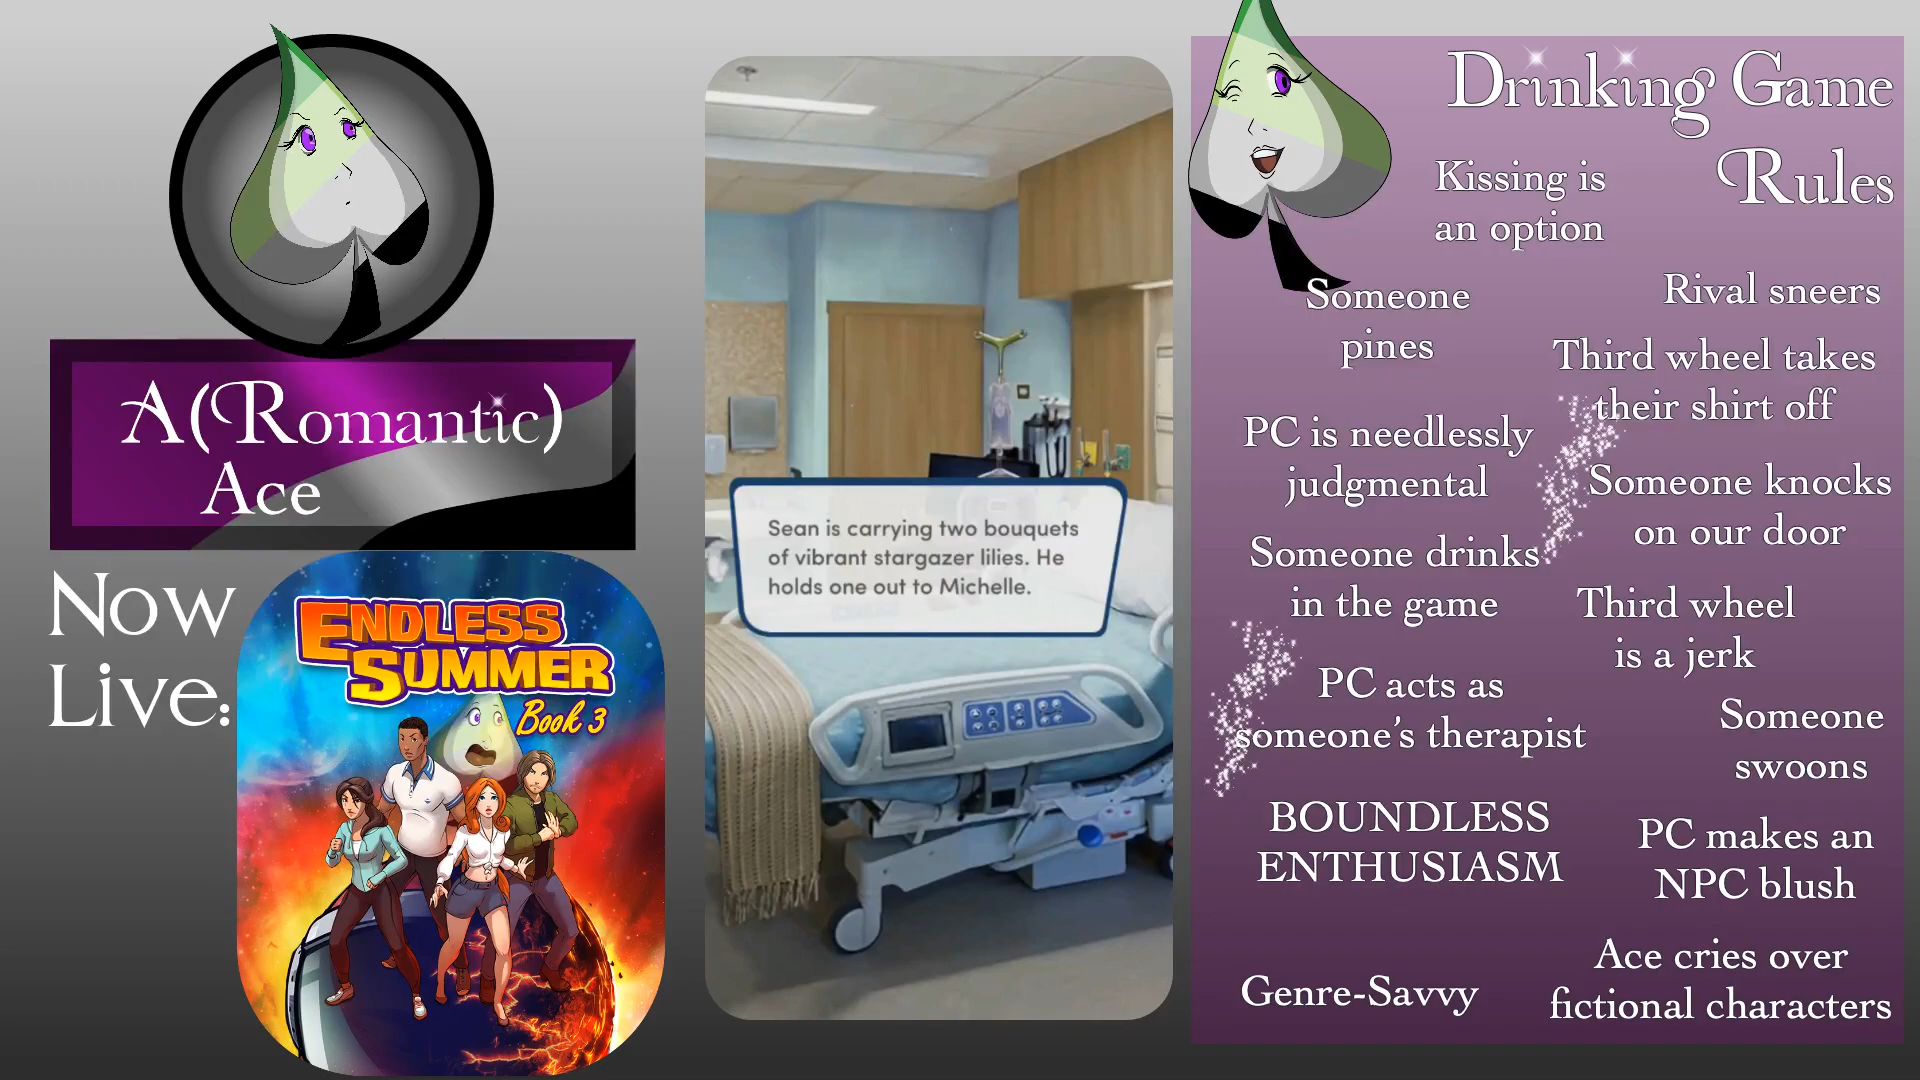 A(Romantic)
Ace
Now
Live:
ENDLESS
SUMMER
Book 3
Sean is carrying two bouquets
of vibrant stargazer lilies. He
holds one out to Michelle.
Drinking Game
Rules
Kissing is
an option
Someone
pines
Rival sneers
Third wheel takes
their shirt off
PC is needlessly
judgmental
Someone knocks
on our door
Someone drinks
in the game
Third wheel
is a jerk
PC acts as
someone's therapist
Someone
swoons
BOUNDLESS
ENTHUSIASM
PC makes an
NPC blush
Genre-Savvy
Ace cries over
fictional characters